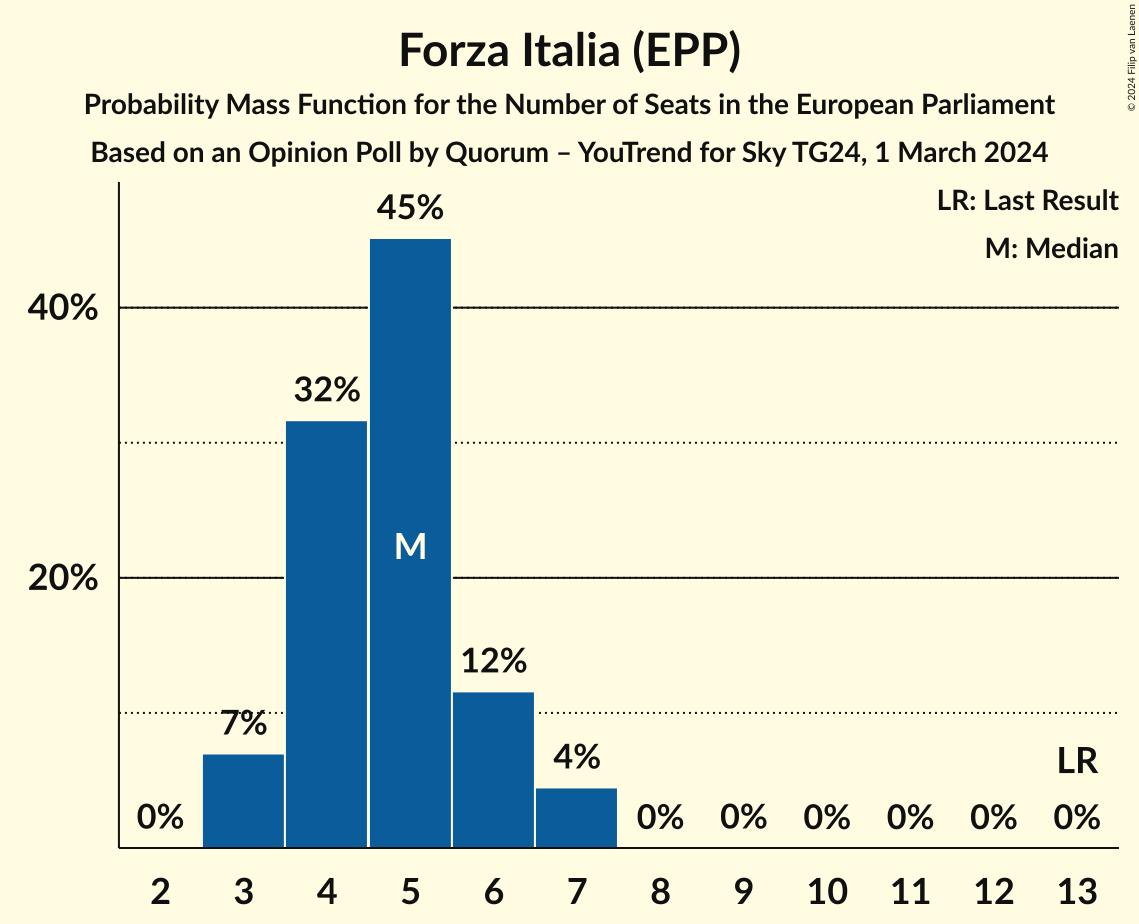 © 2024 Filip van Laenen
Forza Italia (EPP)
Probability Mass Function for the Number of Seats in the European Parliament
Based on an Opinion Poll by Quorum – YouTrend for Sky TG24, 1 March 2024
LR: Last Result
M: Median
45%
40%
32%
M
20%
12%
7%
4%
LR
0% 0% 0% 0% 0% 0% 0%
2 3 4 5 6 7 8 9 10 11 12 13